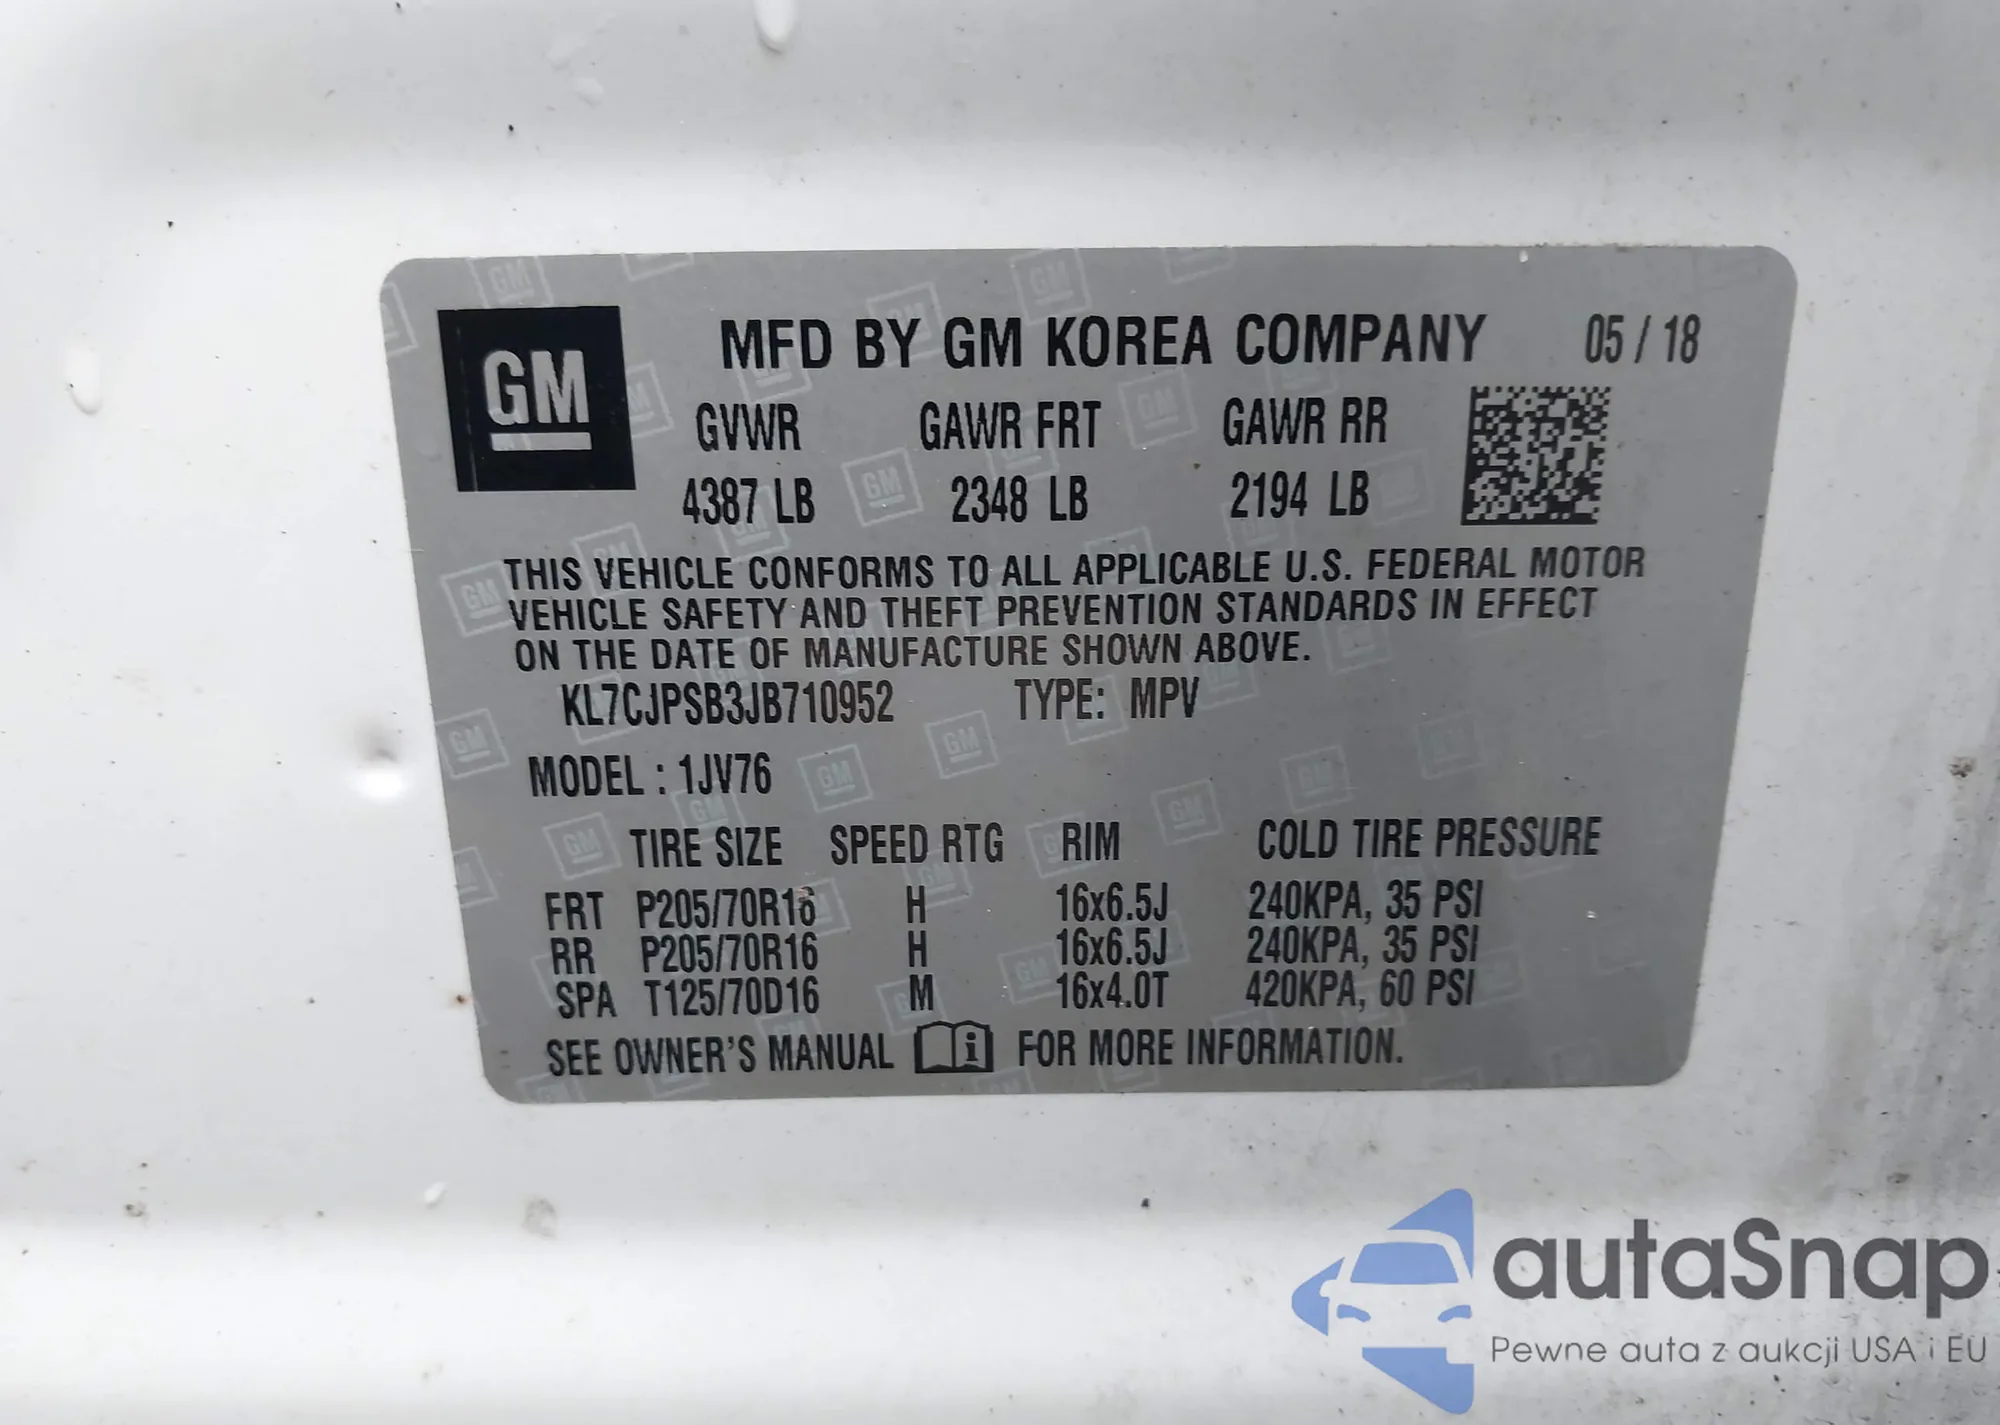 GM
MFD BY GM KOREA COMPANY 05 / 18
GVWR GAWR FRT GAWR RR
4387 LB 2348 LB 2194 LB
THIS VEHICLE CONFORMS TO ALL APPLICABLE U.S. FEDERAL MOTOR
VEHICLE SAFETY AND THEFT PREVENTION STANDARDS IN EFFECT
ON THE DATE OF MANUFACTURE SHOWN ABOVE.
KL7CJPSB3JB710952 TYPE: MPV
MODEL : 1JV76
TIRE SIZE SPEED RTG RIM COLD TIRE PRESSURE
FRT P205/70R16 H 16x6.5J 240KPA, 35 PSI
RR P205/70R16 H 16x6.5J 240KPA, 35 PSI
SPA T125/70D16 M 16x4.0T 420KPA, 60 PSI
SEE OWNER'S MANUAL i FOR MORE INFORMATION.
autaSnap
Pewne auta z aukcji USA i EU